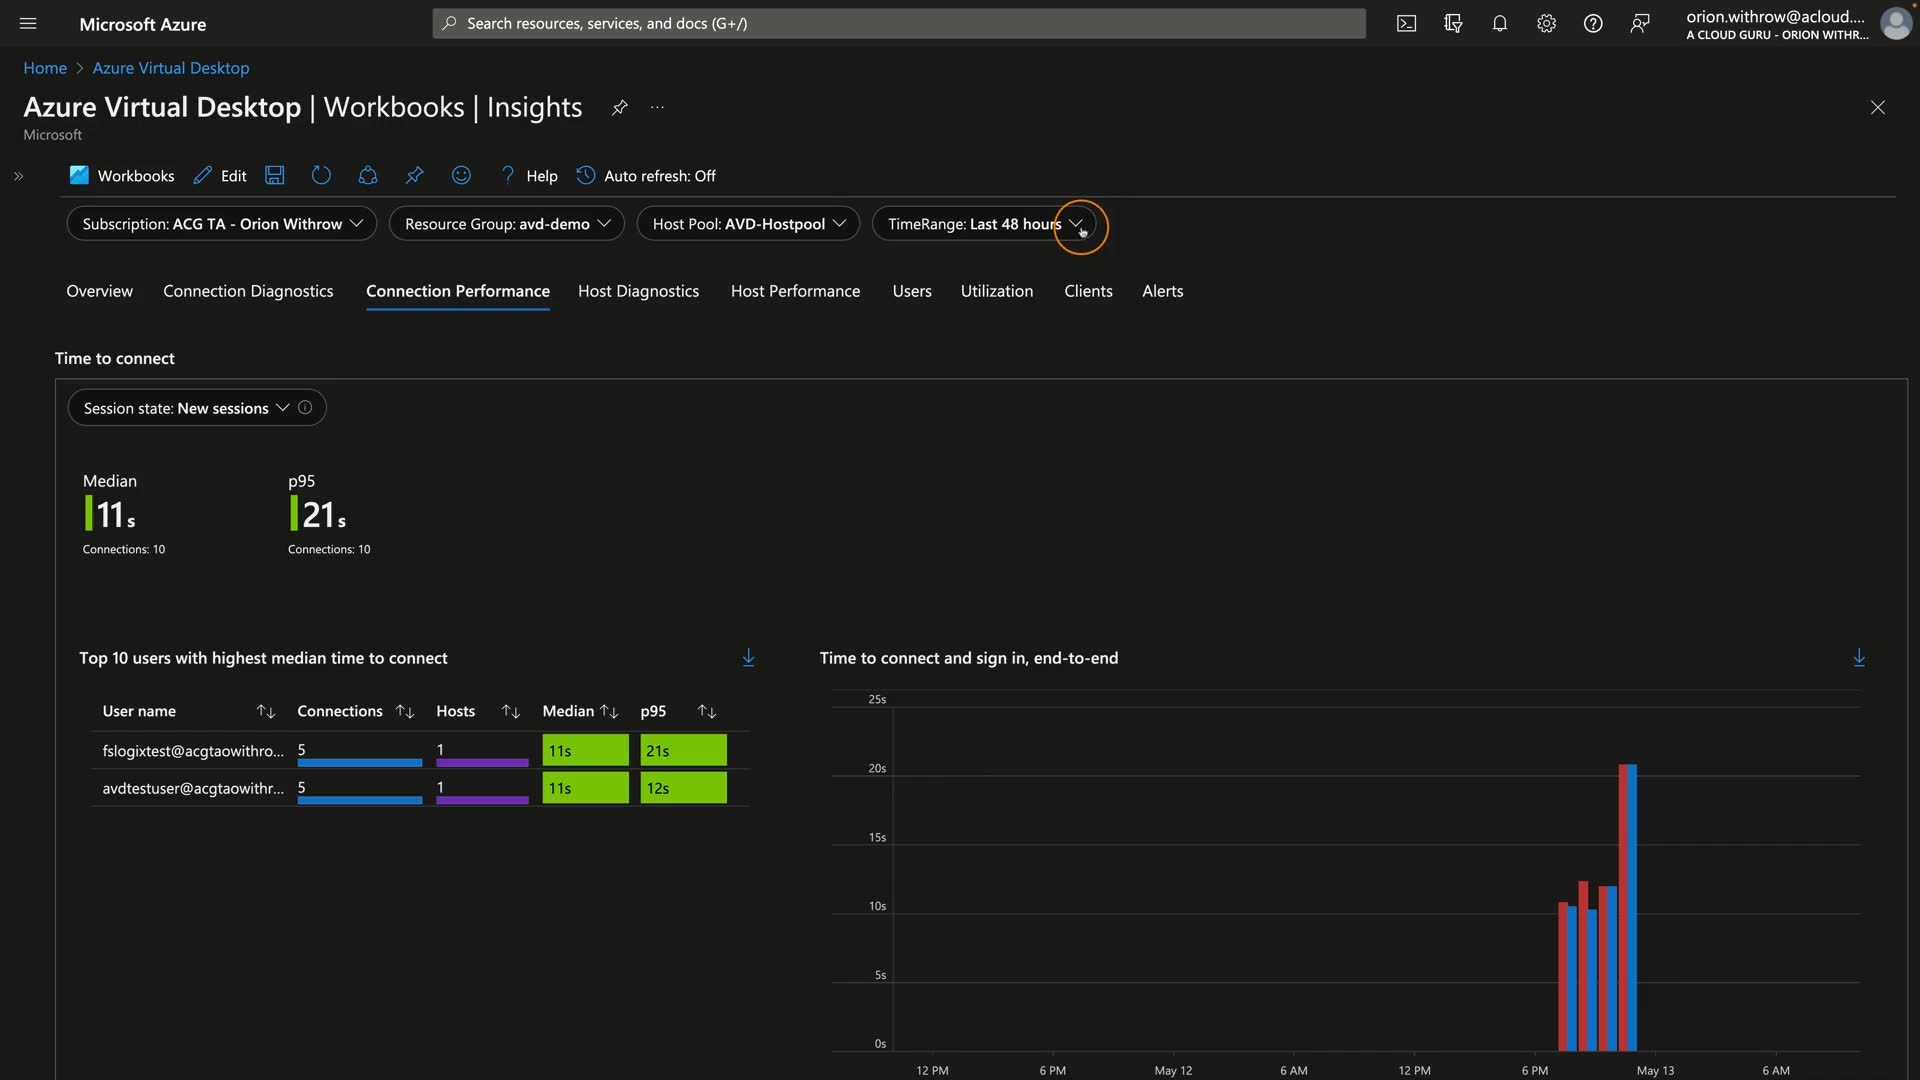 Microsoft Azure
Search resources, services, and docs (G+/)
orion.withrow@acloud....
A CLOUD GURU - ORION WITHR...
Home > Azure Virtual Desktop
Azure Virtual Desktop | Workbooks | Insights ...
Microsoft
Workbooks Edit Help Auto refresh: Off
Subscription: ACG TA - Orion Withrow Resource Group: avd-demo Host Pool: AVD-Hostpool TimeRange: Last 48 hours
Overview Connection Diagnostics Connection Performance Host Diagnostics Host Performance Users Utilization Clients Alerts
Time to connect
Session state: New sessions
Median p95
11s 21s
Connections: 10 Connections: 10
Top 10 users with highest median time to connect
User name Connections Hosts Median p95
fslogixtest@acgtaowithro... 5 1 11s 21s
avdtestuser@acgtaowithr... 5 1 11s 12s
Time to connect and sign in, end-to-end
25s
20s
15s
10s
5s
0s
12 PM 6 PM May 12 6 AM 12 PM 6 PM May 13 6 AM